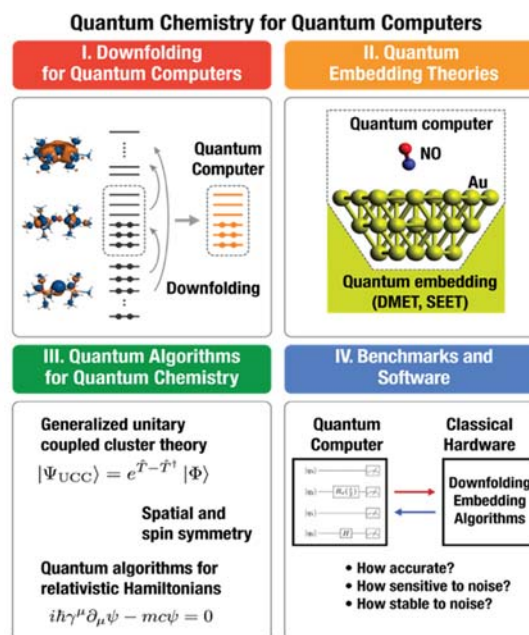 Quantum Chemistry for Quantum Computers
I. Downfolding
for Quantum Computers
II. Quantum
Embedding Theories
Quantum
Computer
Downfolding
Quantum computer
NO
Au
Quantum embedding
(DMET, SEET)
III. Quantum Algorithms
for Quantum Chemistry
IV. Benchmarks and
Software
Generalized unitary
coupled cluster theory
|Ψ_UCC⟩ = e^{T̂−T̂†} |Φ⟩
Spatial and
spin symmetry
Quantum algorithms for
relativistic Hamiltonians
iℏγ^μ∂_μψ − mcψ = 0
Quantum
Computer
Classical
Hardware
Downfolding
Embedding
Algorithms
H
• How accurate?
• How sensitive to noise?
• How stable to noise?